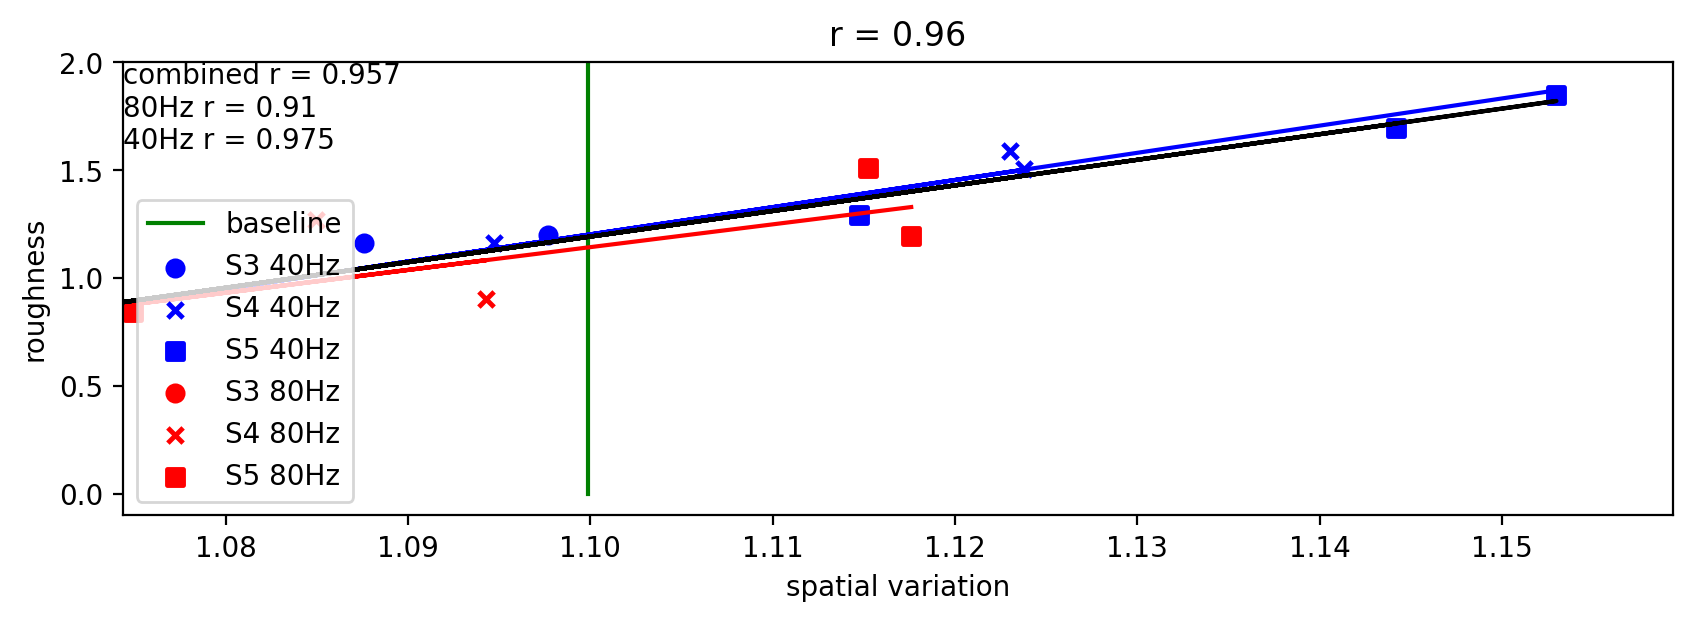 r = 0.96
combined r = 0.957
80Hz r = 0.91
40Hz r = 0.975
2.0
1.5
1.0
0.5
0.0
roughness
baseline
S3 40Hz
S4 40Hz
S5 40Hz
S3 80Hz
S4 80Hz
S5 80Hz
1.08 1.09 1.10 1.11 1.12 1.13 1.14 1.15
spatial variation